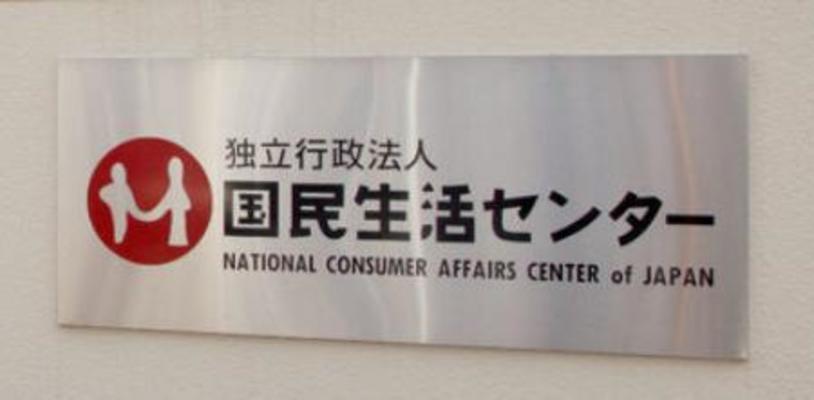 独立行政法人
国民生活センター
NATIONAL CONSUMER AFFAIRS CENTER of JAPAN